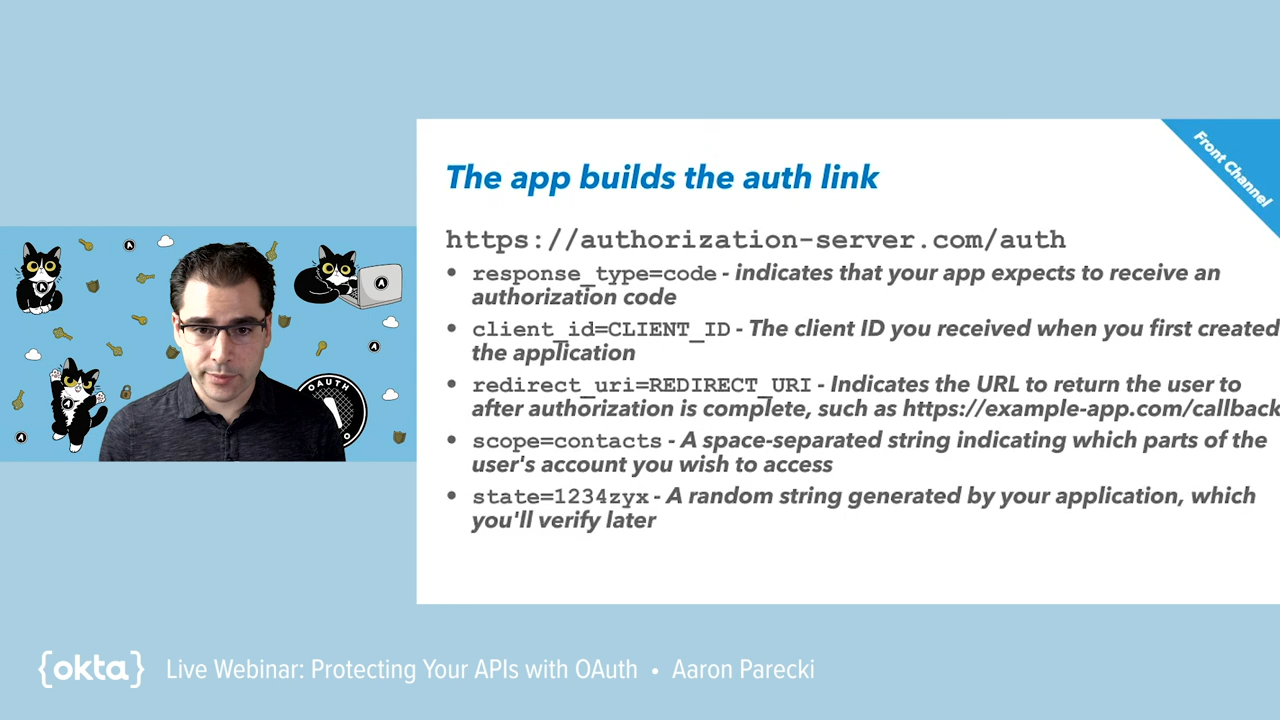 Front Channel
The app builds the auth link
https://authorization-server.com/auth
• response_type=code - indicates that your app expects to receive an
authorization code
• client_id=CLIENT_ID - The client ID you received when you first created
the application
• redirect_uri=REDIRECT_URI - Indicates the URL to return the user to
after authorization is complete, such as https://example-app.com/callback
• scope=contacts - A space-separated string indicating which parts of the
user's account you wish to access
• state=1234zyx - A random string generated by your application, which
you'll verify later
OAUTH
{okta} Live Webinar: Protecting Your APIs with OAuth • Aaron Parecki